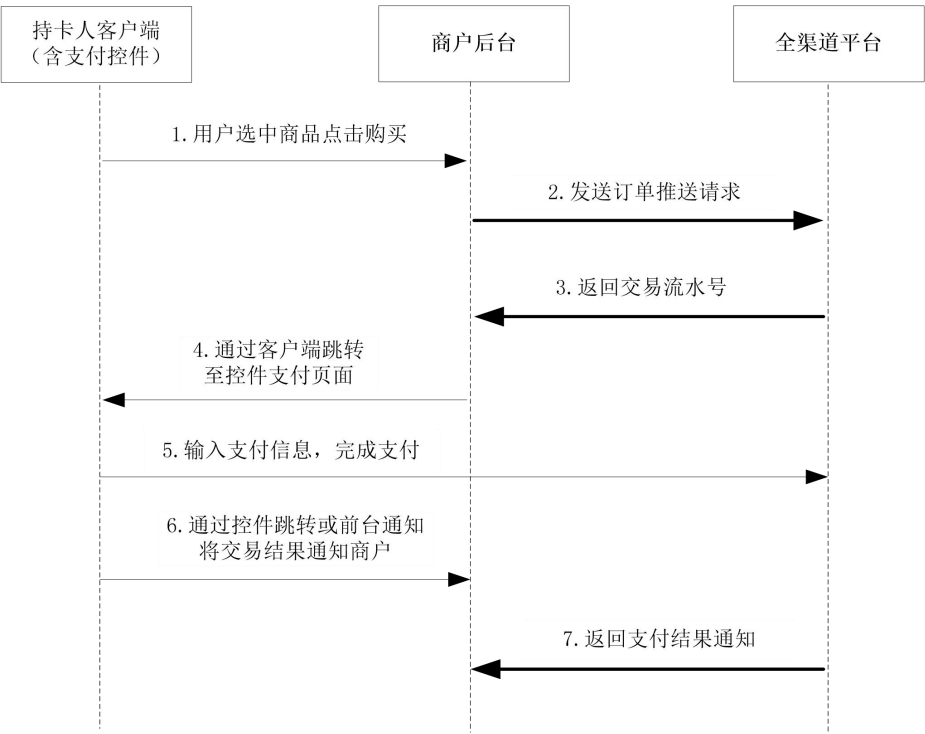 持卡人客户端
（含支付控件）
商户后台
全渠道平台
1.用户选中商品点击购买
2.发送订单推送请求
3.返回交易流水号
4.通过客户端跳转
至控件支付页面
5.输入支付信息，完成支付
6.通过控件跳转或前台通知
将交易结果通知商户
7.返回支付结果通知